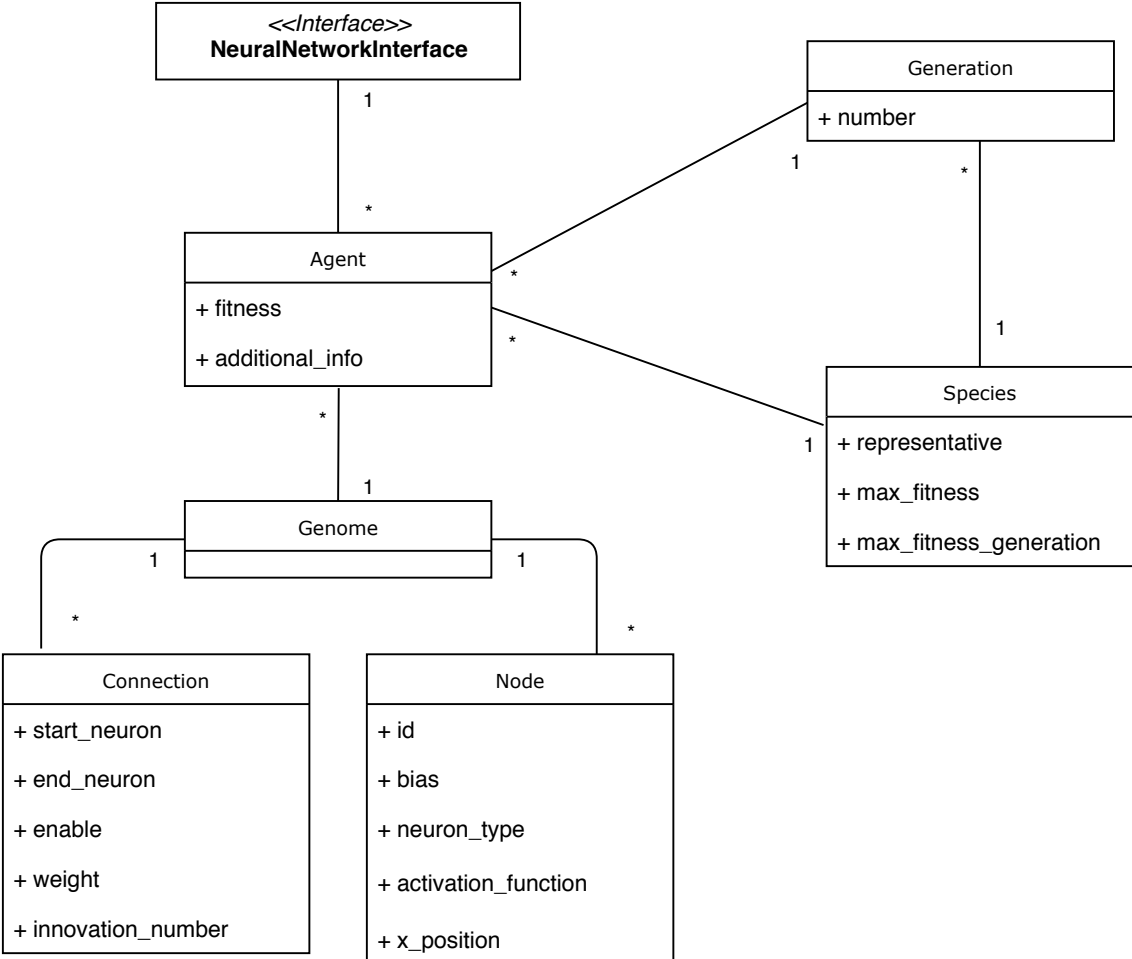 <<Interface>>
NeuralNetworkInterface
1
*
Generation
+ number
1
*
Agent
+ fitness
+ additional_info
*
*
1
Species
+ representative
+ max_fitness
+ max_fitness_generation
1
*
1
Genome
1
1
*
*
Connection
+ start_neuron
+ end_neuron
+ enable
+ weight
+ innovation_number
Node
+ id
+ bias
+ neuron_type
+ activation_function
+ x_position